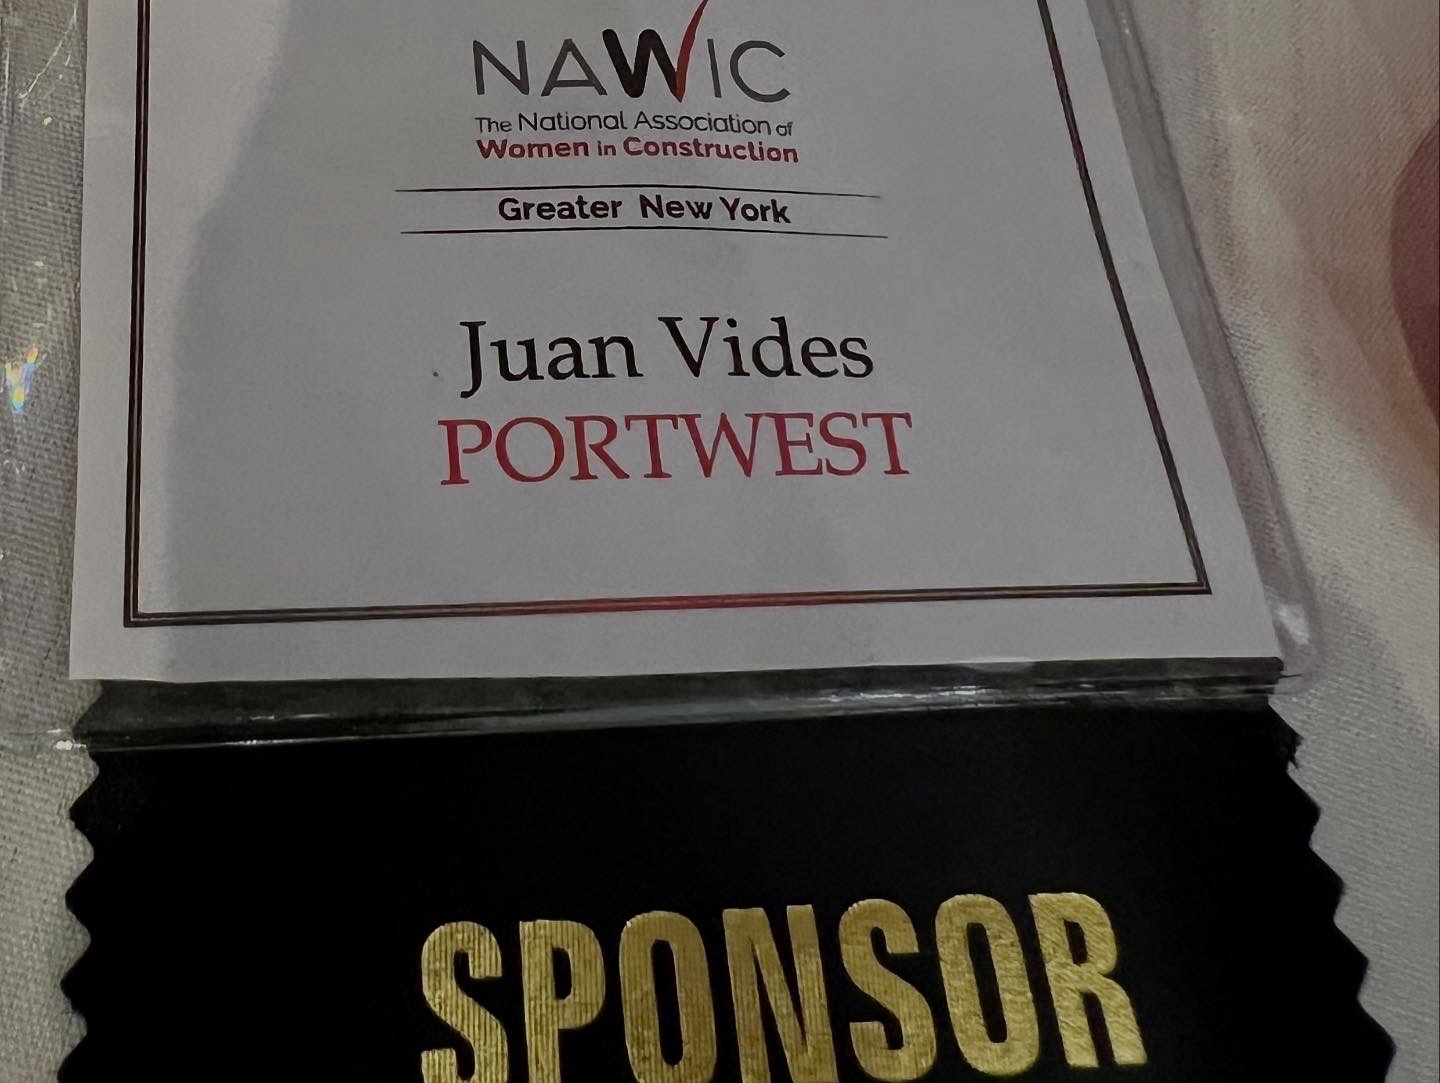 NAWIC
The National Association of
Women in Construction
Greater New York
Juan Vides
PORTWEST
SPONSOR